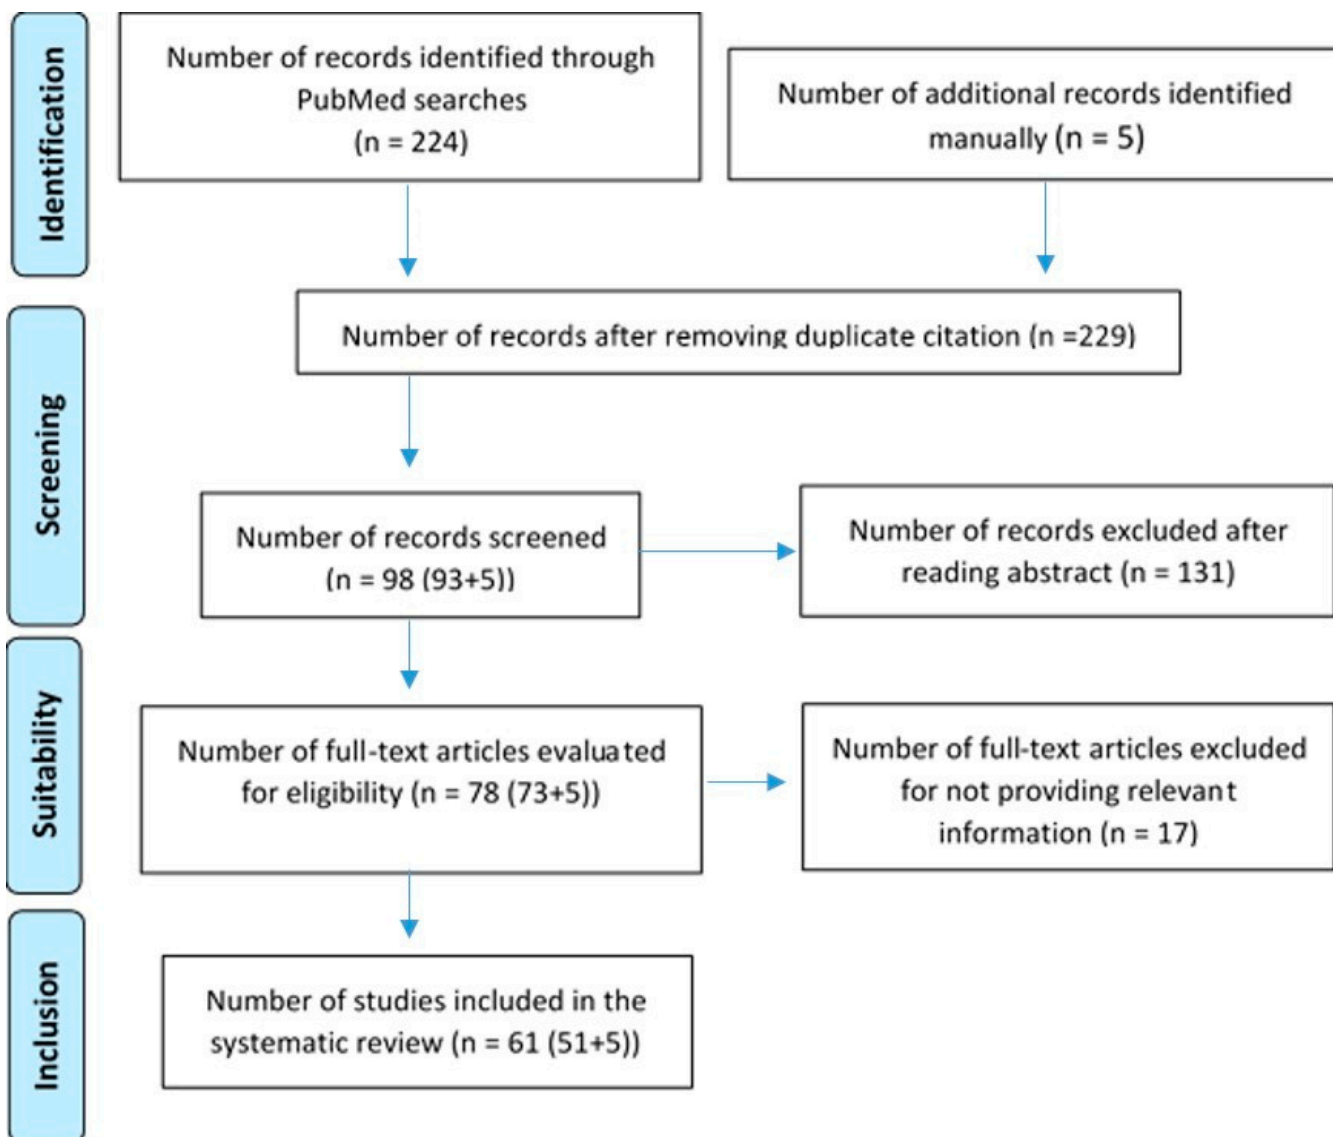 Identification
Number of records identified through
PubMed searches
(n = 224)
Number of additional records identified
manually (n = 5)
Screening
Number of records after removing duplicate citation (n =229)
Number of records screened
(n = 98 (93+5))
Number of records excluded after
reading abstract (n = 131)
Suitability
Number of full-text articles evaluated
for eligibility (n = 78 (73+5))
Number of full-text articles excluded
for not providing relevant
information (n = 17)
Inclusion
Number of studies included in the
systematic review (n = 61 (51+5))